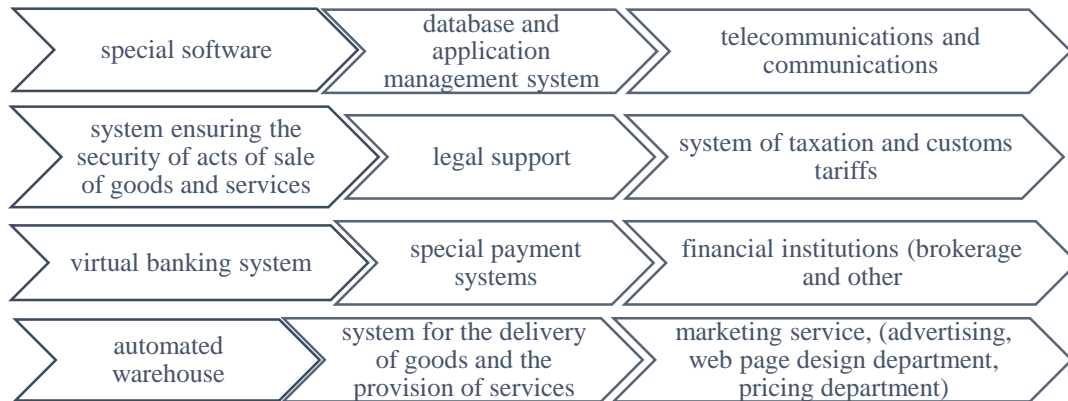 special software
database and
application
management system
telecommunications and
communications
system ensuring the
security of acts of sale
of goods and services
legal support
system of taxation and customs
tariffs
virtual banking system
special payment
systems
financial institutions (brokerage
and other
automated
warehouse
system for the delivery
of goods and the
provision of services
marketing service, (advertising,
web page design department,
pricing department)